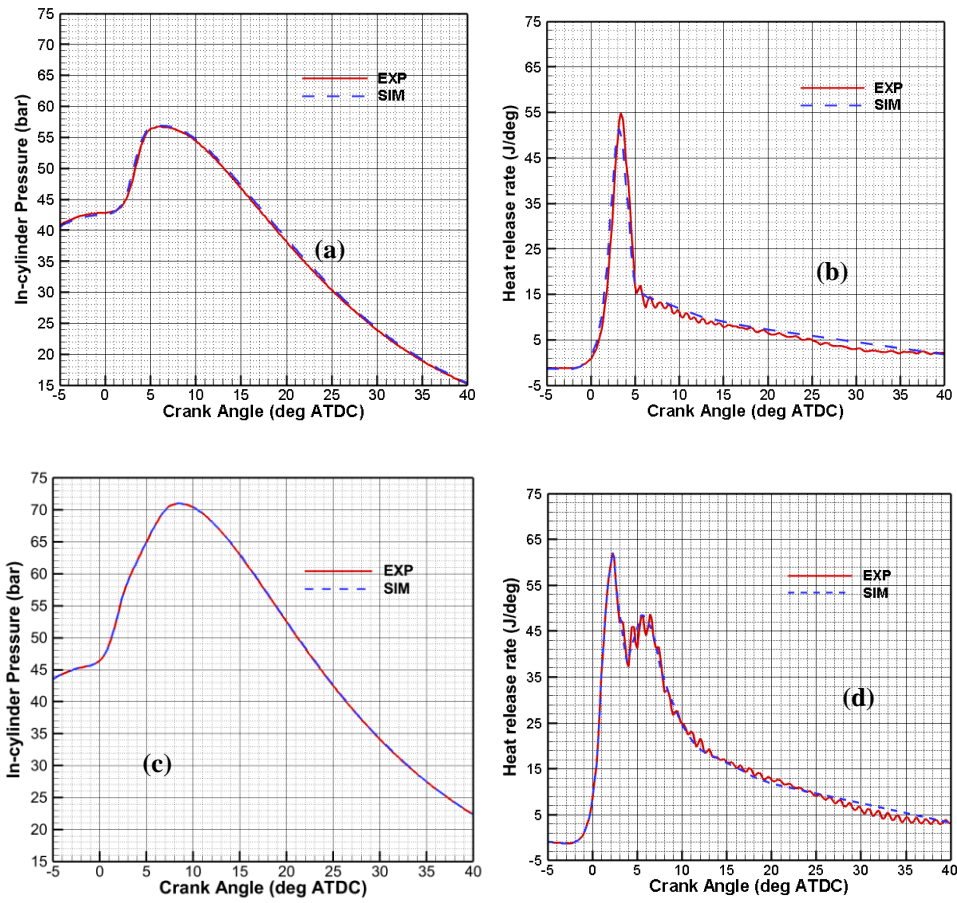 In-cylinder Pressure (bar)
75
70
65
60
55
50
45
40
35
30
25
20
15
-5 0 5 10 15 20 25 30 35 40
Crank Angle (deg ATDC)
EXP
SIM
(a)
Heat release rate (J/deg)
75
65
55
45
35
25
15
5
-5
-5 0 5 10 15 20 25 30 35 40
Crank Angle (deg ATDC)
EXP
SIM
(b)
In-cylinder Pressure (bar)
75
70
65
60
55
50
45
40
35
30
25
20
15
-5 0 5 10 15 20 25 30 35 40
Crank Angle (deg ATDC)
EXP
SIM
(c)
Heat release rate (J/deg)
75
65
55
45
35
25
15
5
-5
-5 0 5 10 15 20 25 30 35 40
Crank Angle (deg ATDC)
EXP
SIM
(d)